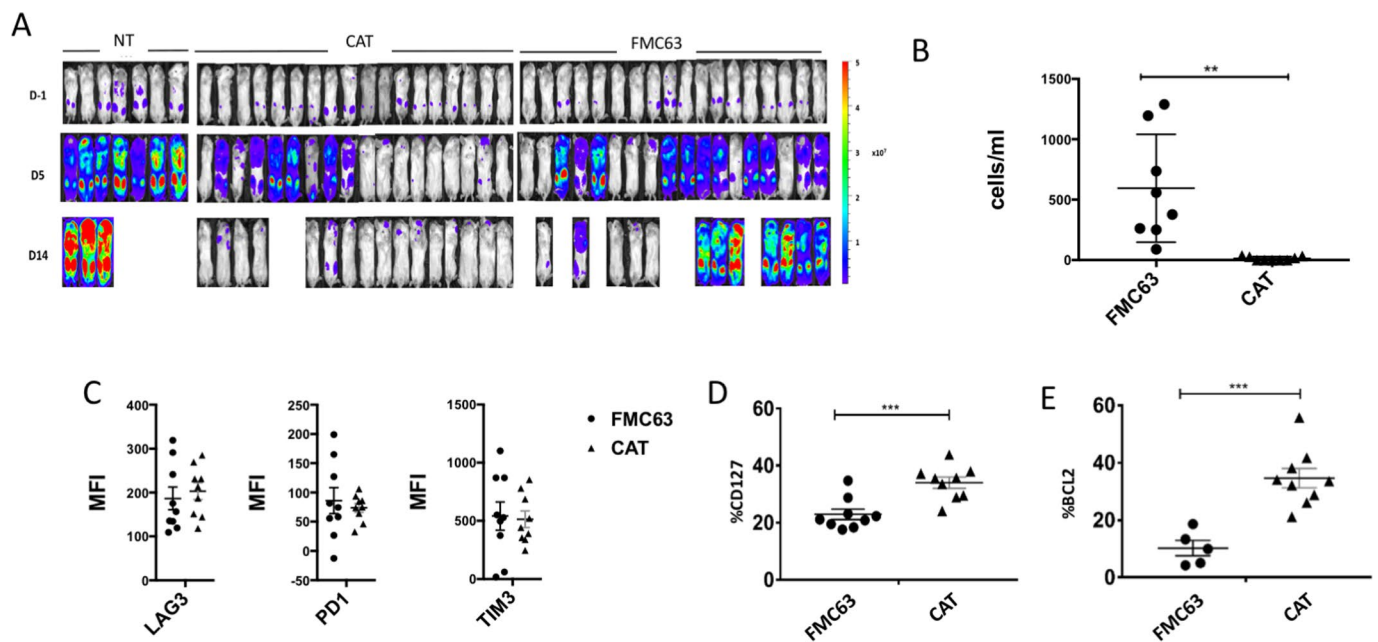 A
NT
CAT
FMC63
D-1
D5
D14
5
4
3
x10⁷
2
1
B
**
cells/ml
1500
1000
500
0
FMC63
CAT
C
MFI
400
300
200
100
0
LAG3
MFI
250
200
150
100
50
0
-50
PD1
MFI
1500
1000
500
0
TIM3
FMC63
CAT
D
***
%CD127
60
40
20
0
FMC63
CAT
E
***
%BCL2
60
40
20
0
FMC63
CAT